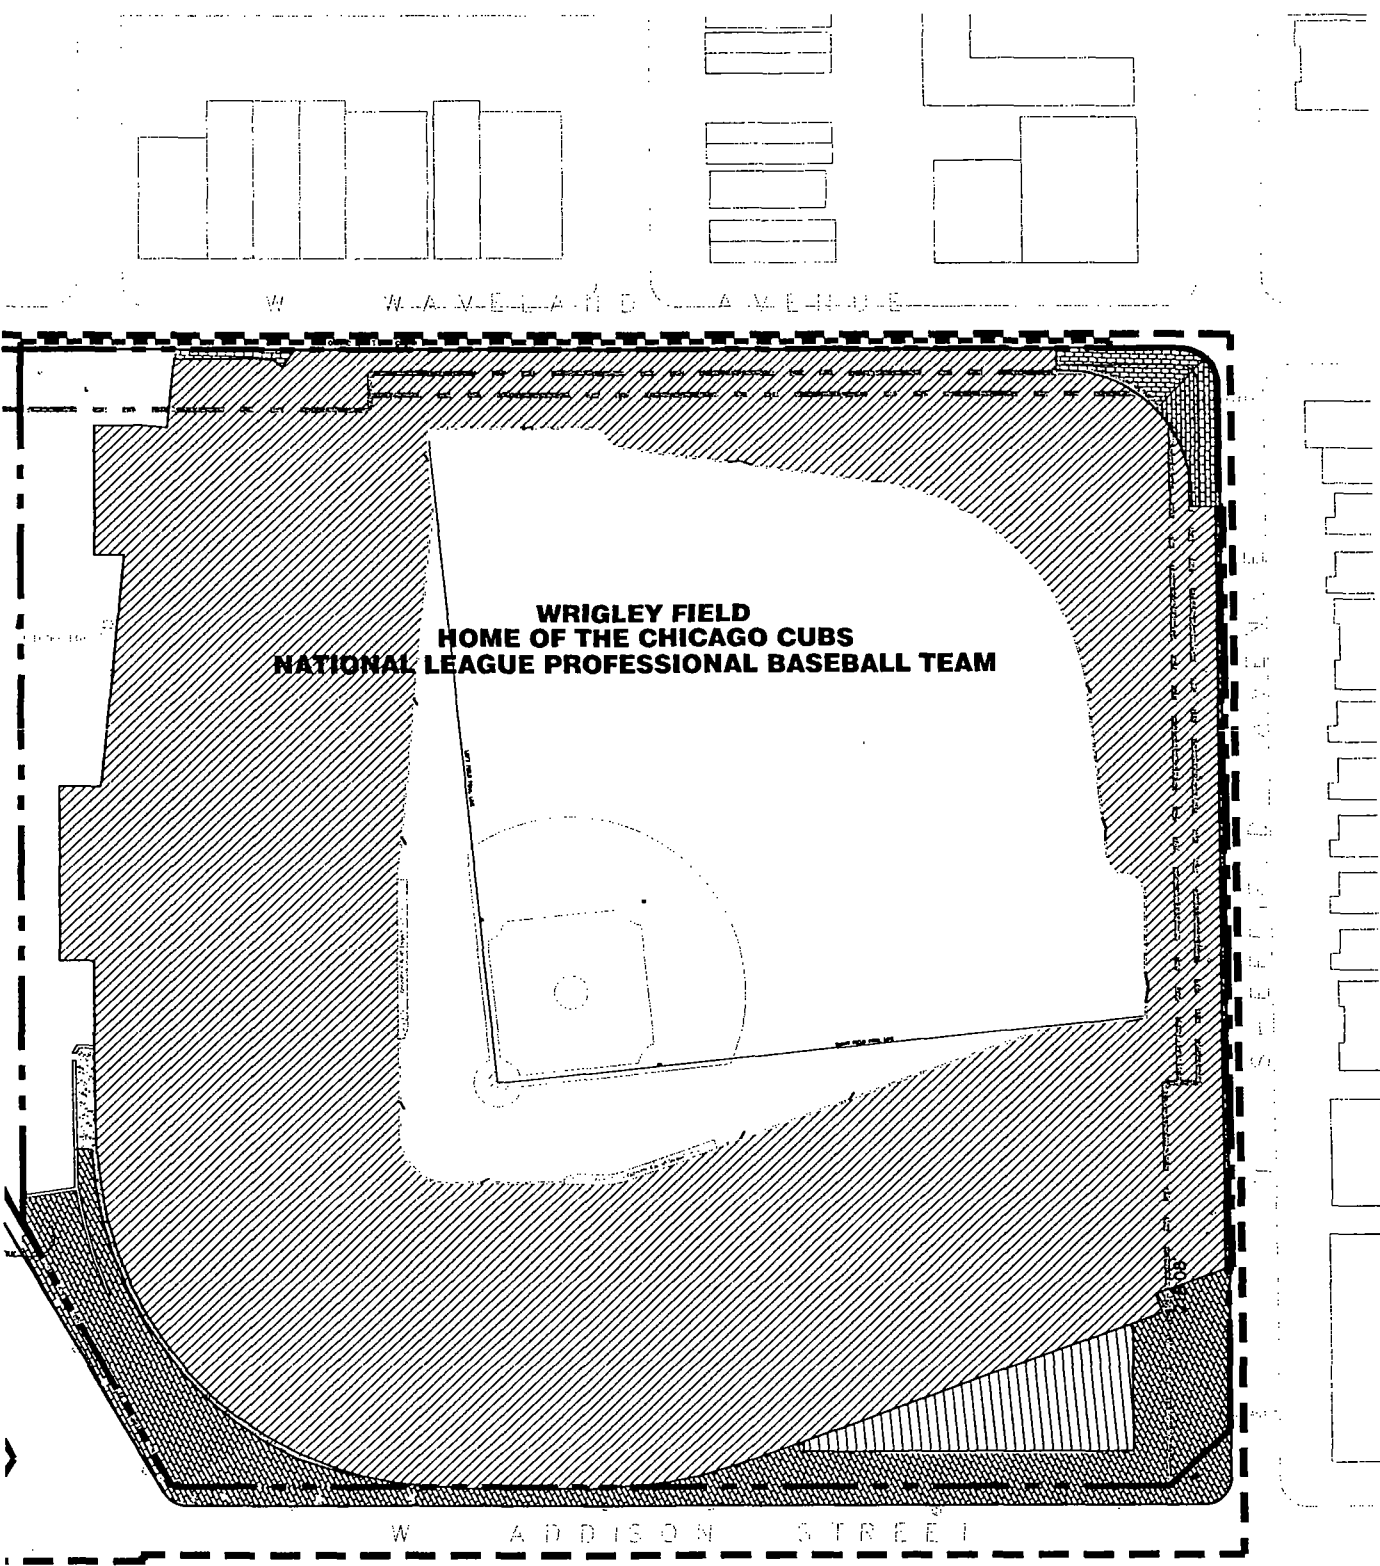 W WAVELAND AVENUE
WRIGLEY FIELD
HOME OF THE CHICAGO CUBS
NATIONAL LEAGUE PROFESSIONAL BASEBALL TEAM
W ADDISON STREET